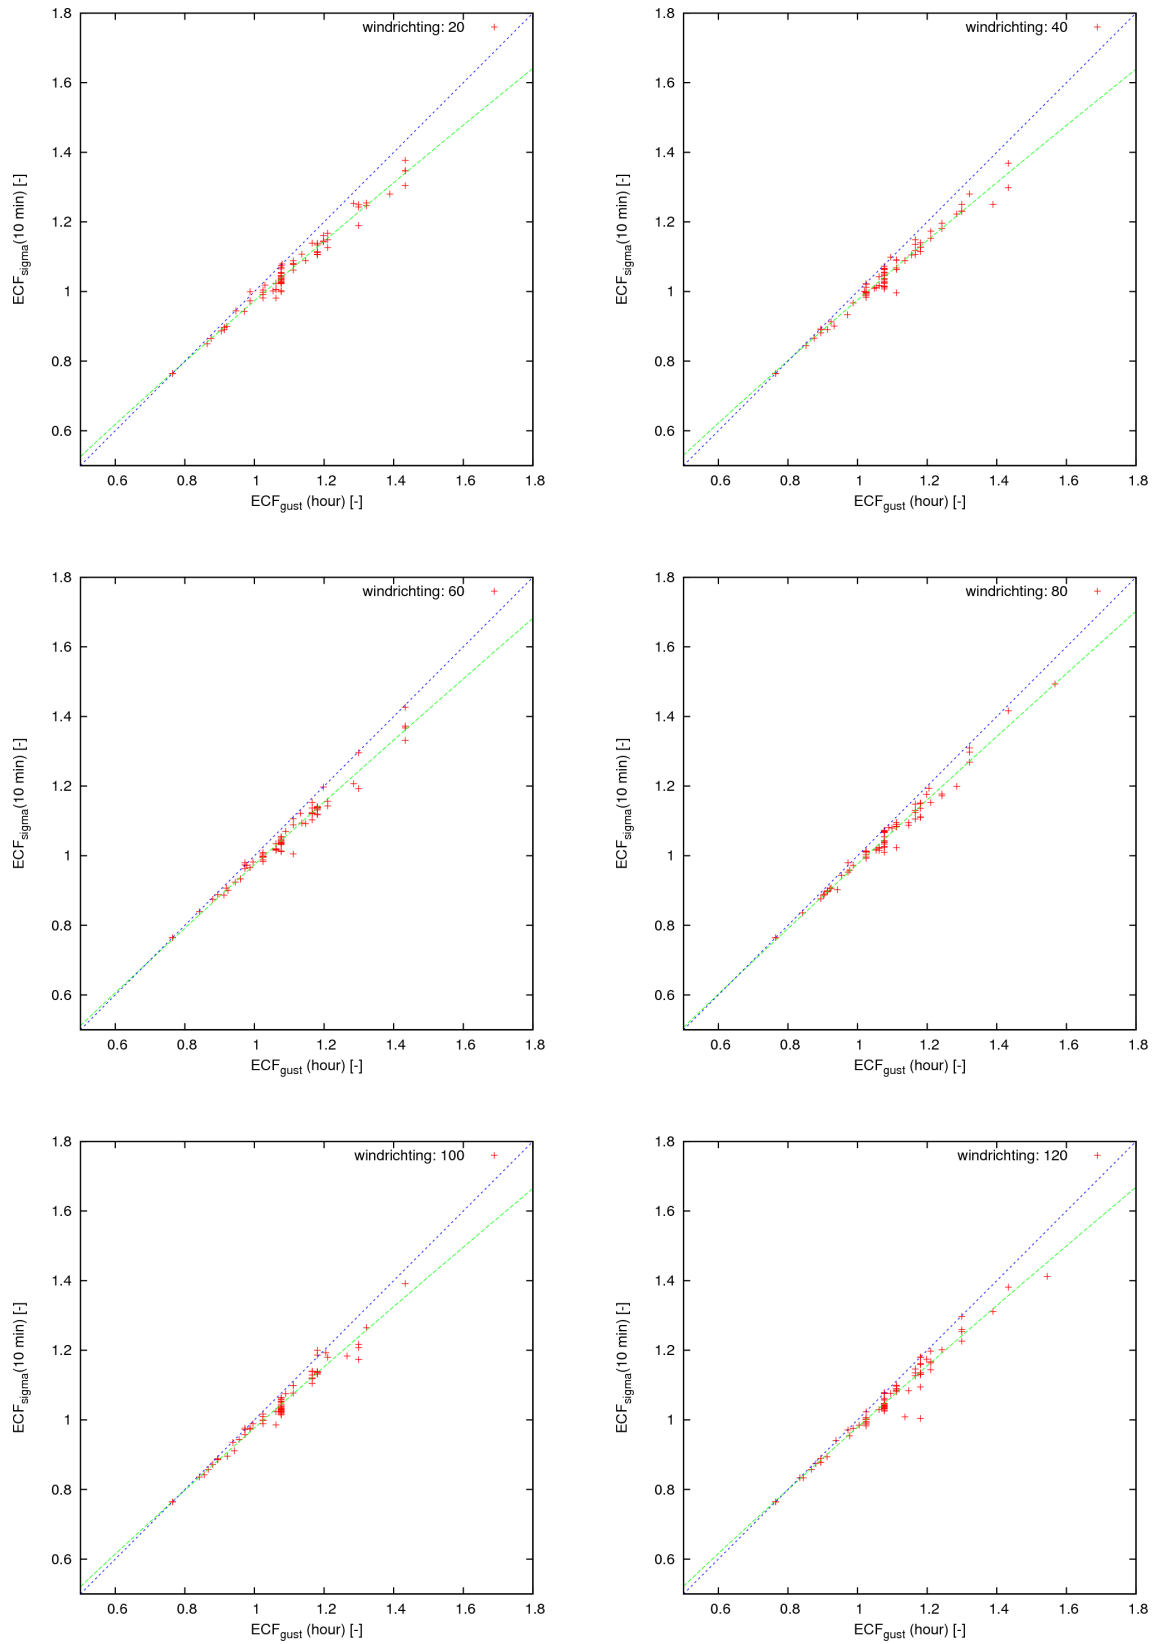 windrichting: 20
1.8
1.6
1.4
1.2
1
0.8
0.6
ECFsigma(10 min) [-]
0.6 0.8 1 1.2 1.4 1.6 1.8
ECFgust (hour) [-]
windrichting: 40
1.8
1.6
1.4
1.2
1
0.8
0.6
ECFsigma(10 min) [-]
0.6 0.8 1 1.2 1.4 1.6 1.8
ECFgust (hour) [-]
windrichting: 60
1.8
1.6
1.4
1.2
1
0.8
0.6
ECFsigma(10 min) [-]
0.6 0.8 1 1.2 1.4 1.6 1.8
ECFgust (hour) [-]
windrichting: 80
1.8
1.6
1.4
1.2
1
0.8
0.6
ECFsigma(10 min) [-]
0.6 0.8 1 1.2 1.4 1.6 1.8
ECFgust (hour) [-]
windrichting: 100
1.8
1.6
1.4
1.2
1
0.8
0.6
ECFsigma(10 min) [-]
0.6 0.8 1 1.2 1.4 1.6 1.8
ECFgust (hour) [-]
windrichting: 120
1.8
1.6
1.4
1.2
1
0.8
0.6
ECFsigma(10 min) [-]
0.6 0.8 1 1.2 1.4 1.6 1.8
ECFgust (hour) [-]